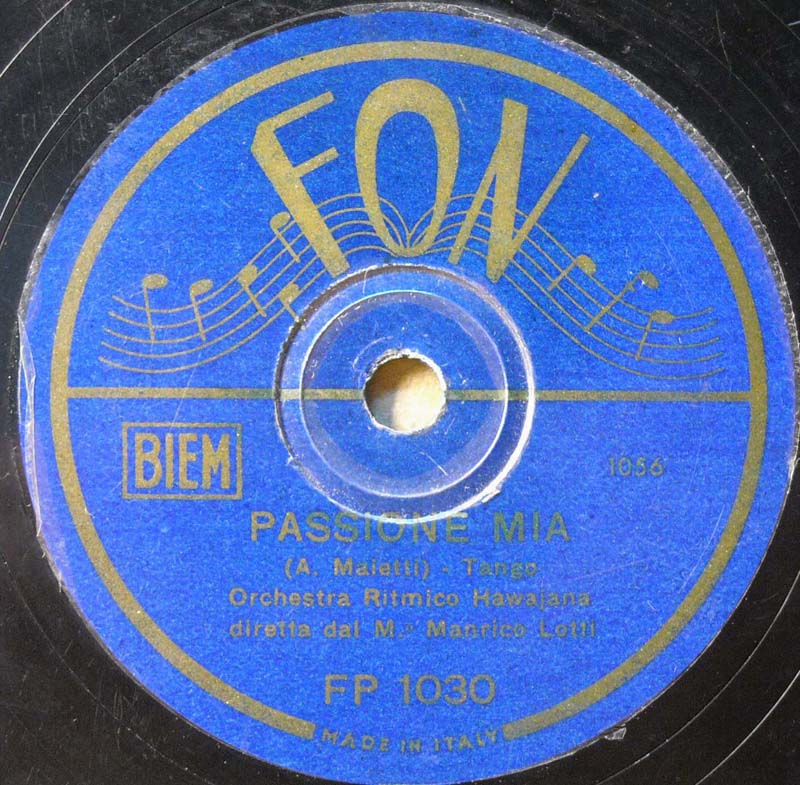 FON
BIEM
1056
PASSIONE MIA
(A. Maietti) - Tango
Orchestra Ritmico Hawajana
diretta dal M.º Manrico Lotti
FP 1030
MADE IN ITALY